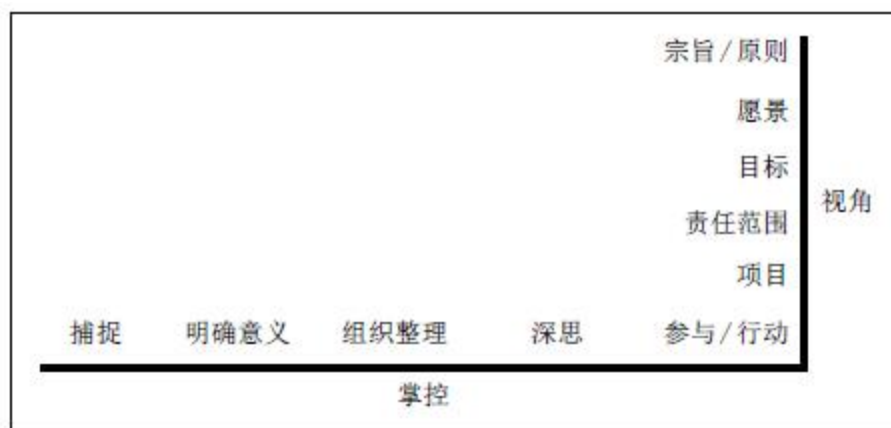 宗旨/原则
愿景
目标
视角
责任范围
项目
捕捉 明确意义 组织整理 深思 参与/行动
掌控